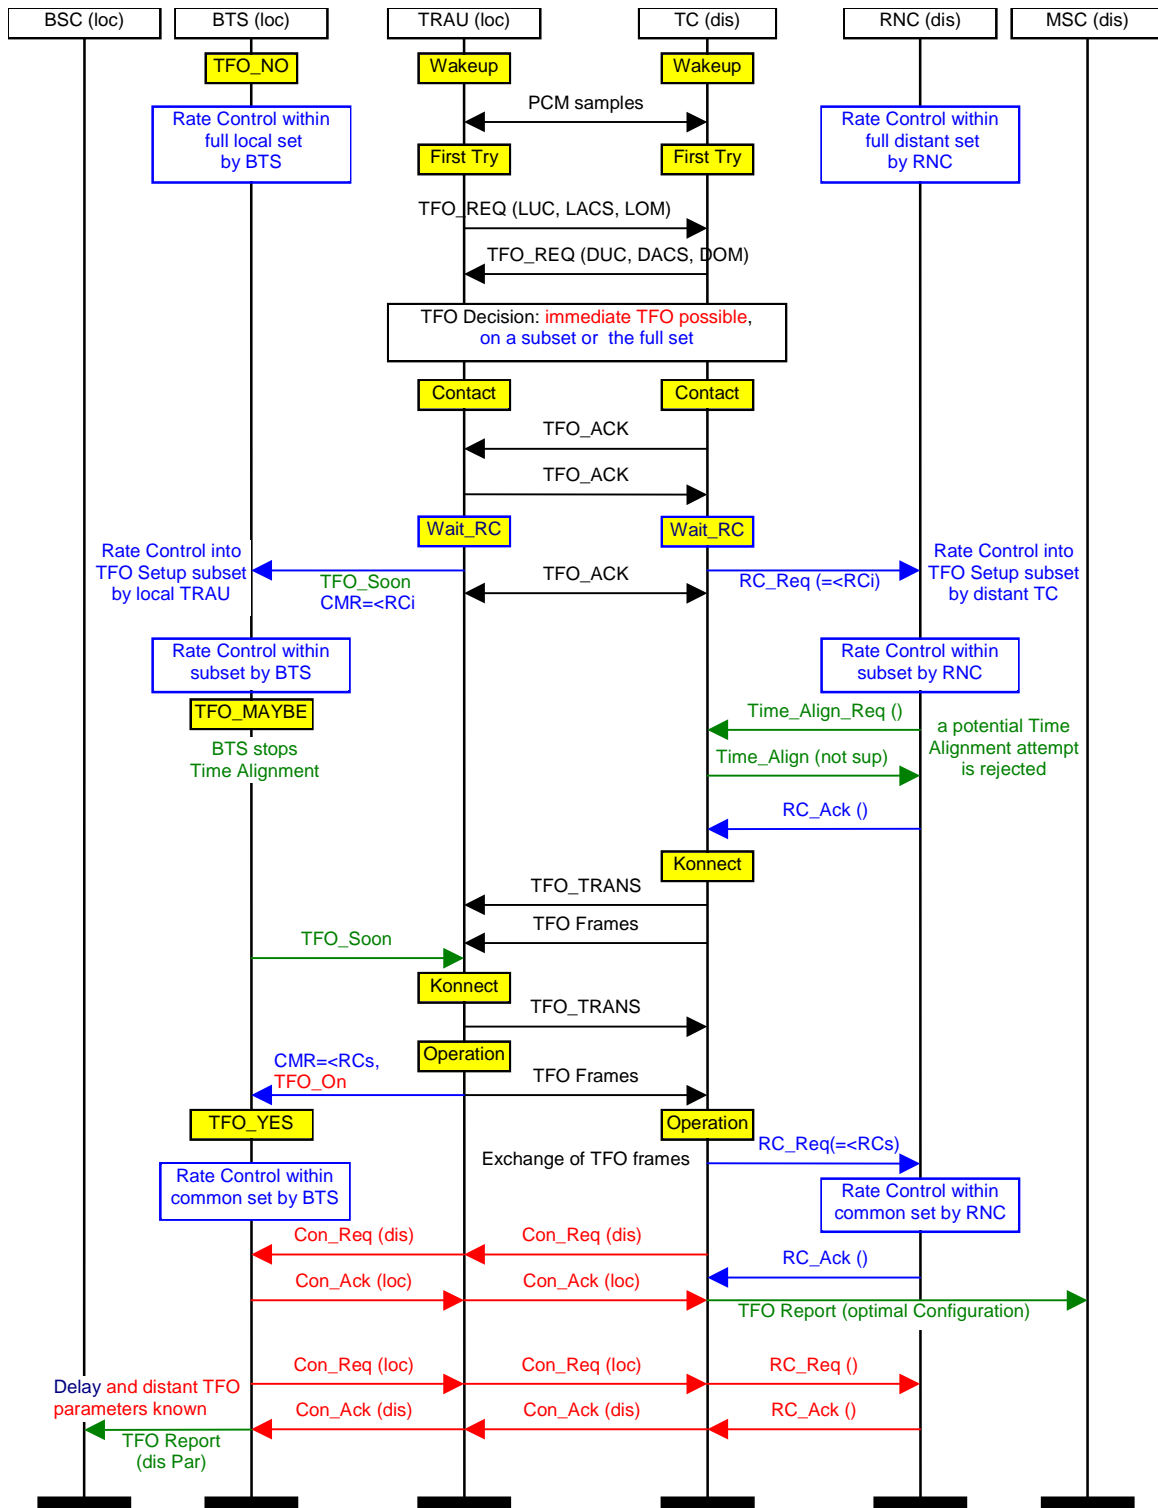 BSC (loc)
BTS (loc)
TRAU (loc)
TC (dis)
RNC (dis)
MSC (dis)
TFO_NO
Wakeup
Wakeup
PCM samples
Rate Control within
full local set
by BTS
Rate Control within
full distant set
by RNC
First Try
First Try
TFO_REQ (LUC, LACS, LOM)
TFO_REQ (DUC, DACS, DOM)
TFO Decision: immediate TFO possible,
on a subset or the full set
Contact
Contact
TFO_ACK
TFO_ACK
Wait_RC
Wait_RC
Rate Control into
TFO Setup subset
by local TRAU
TFO_Soon
CMR=<RCi
TFO_ACK
RC_Req (=<RCi)
Rate Control into
TFO Setup subset
by distant TC
Rate Control within
subset by BTS
Rate Control within
subset by RNC
TFO_MAYBE
BTS stops
Time Alignment
Time_Align_Req ()
Time_Align (not sup)
a potential Time
Alignment attempt
is rejected
RC_Ack ()
Konnect
TFO_TRANS
TFO Frames
TFO_Soon
Konnect
TFO_TRANS
Operation
CMR=<RCs,
TFO_On
TFO Frames
TFO_YES
Operation
Exchange of TFO frames
RC_Req(=<RCs)
Rate Control within
common set by BTS
Rate Control within
common set by RNC
Con_Req (dis)
Con_Req (dis)
RC_Ack ()
Con_Ack (loc)
Con_Ack (loc)
TFO Report (optimal Configuration)
Con_Req (loc)
Con_Req (loc)
RC_Req ()
Delay and distant TFO
parameters known
Con_Ack (dis)
Con_Ack (dis)
RC_Ack ()
TFO Report
(dis Par)